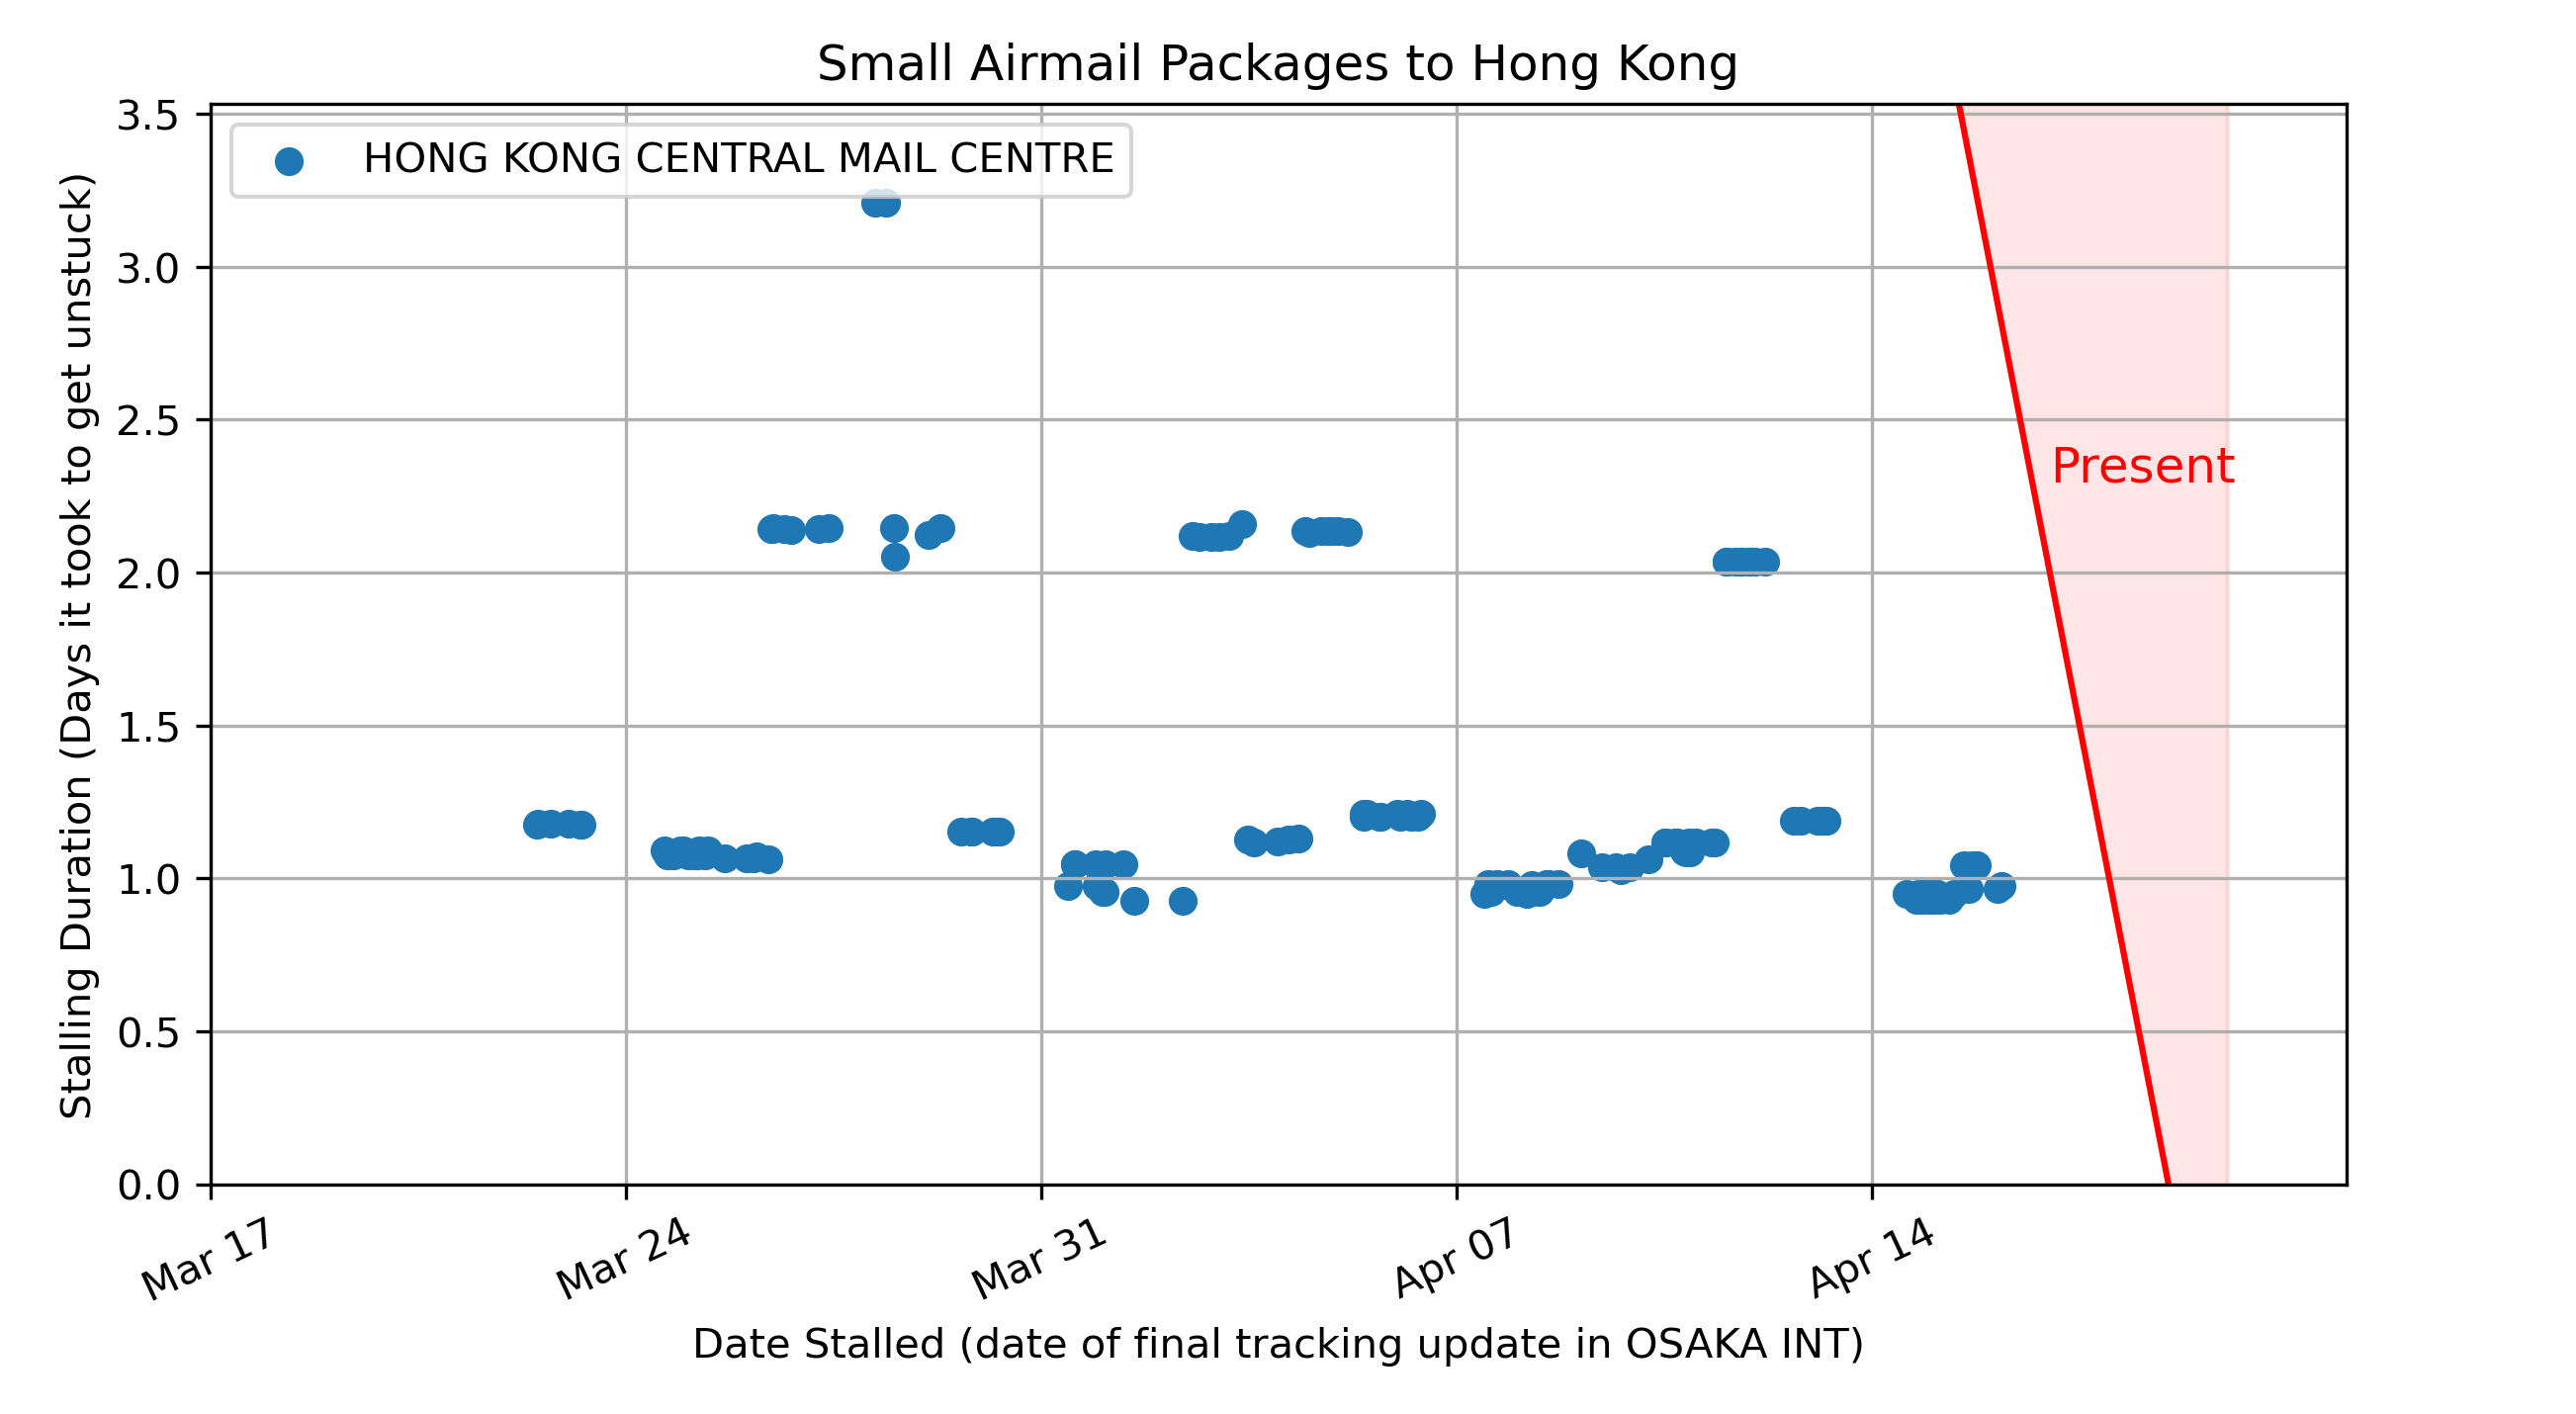 Small Airmail Packages to Hong Kong
HONG KONG CENTRAL MAIL CENTRE
Stalling Duration (Days it took to get unstuck)
3.5
3.0
2.5
2.0
1.5
1.0
0.5
0.0
Present
Mar 17
Mar 24
Mar 31
Apr 07
Apr 14
Date Stalled (date of final tracking update in OSAKA INT)